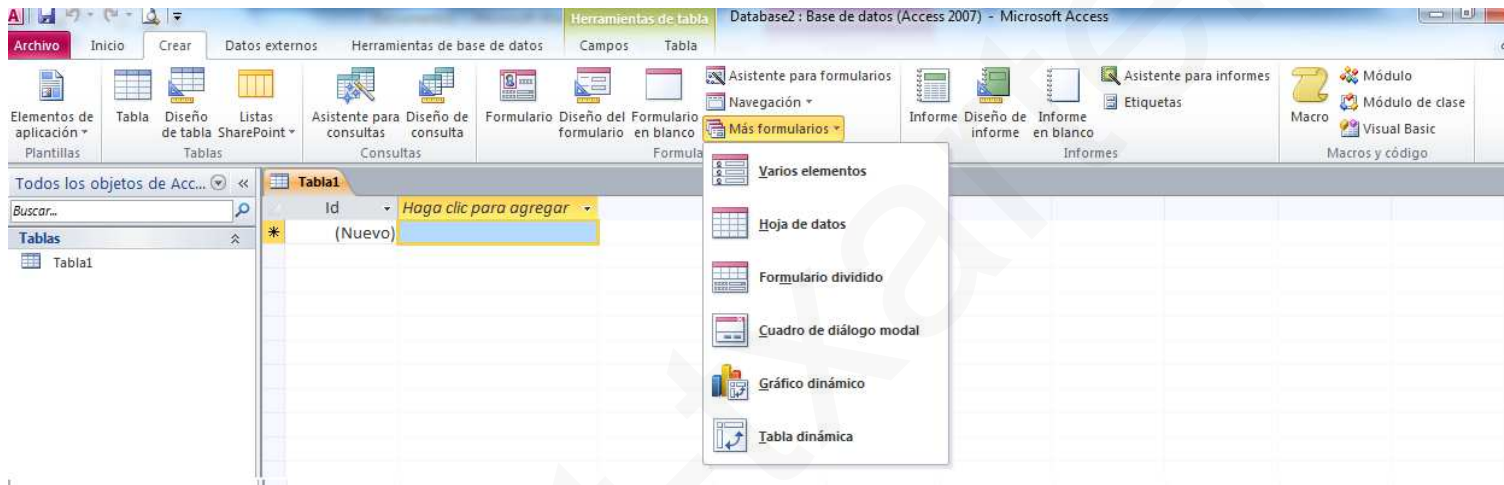 Herramientas de tabla
Database2 : Base de datos (Access 2007) - Microsoft Access
Archivo Inicio Crear Datos externos Herramientas de base de datos Campos Tabla
Elementos de aplicación
Tabla
Diseño de tabla
Listas SharePoint
Asistente para consultas
Diseño de consulta
Formulario
Diseño del formulario
Formulario en blanco
Asistente para formularios
Navegación
Más formularios
Informe
Diseño de informe
Informe en blanco
Asistente para informes
Etiquetas
Macro
Módulo
Módulo de clase
Visual Basic
Plantillas Tablas Consultas Formula Informes Macros y código
Todos los objetos de Acc...
Buscar...
Tablas
Tabla1
Tabla1
Id Haga clic para agregar
(Nuevo)
Varios elementos
Hoja de datos
Formulario dividido
Cuadro de diálogo modal
Gráfico dinámico
Tabla dinámica